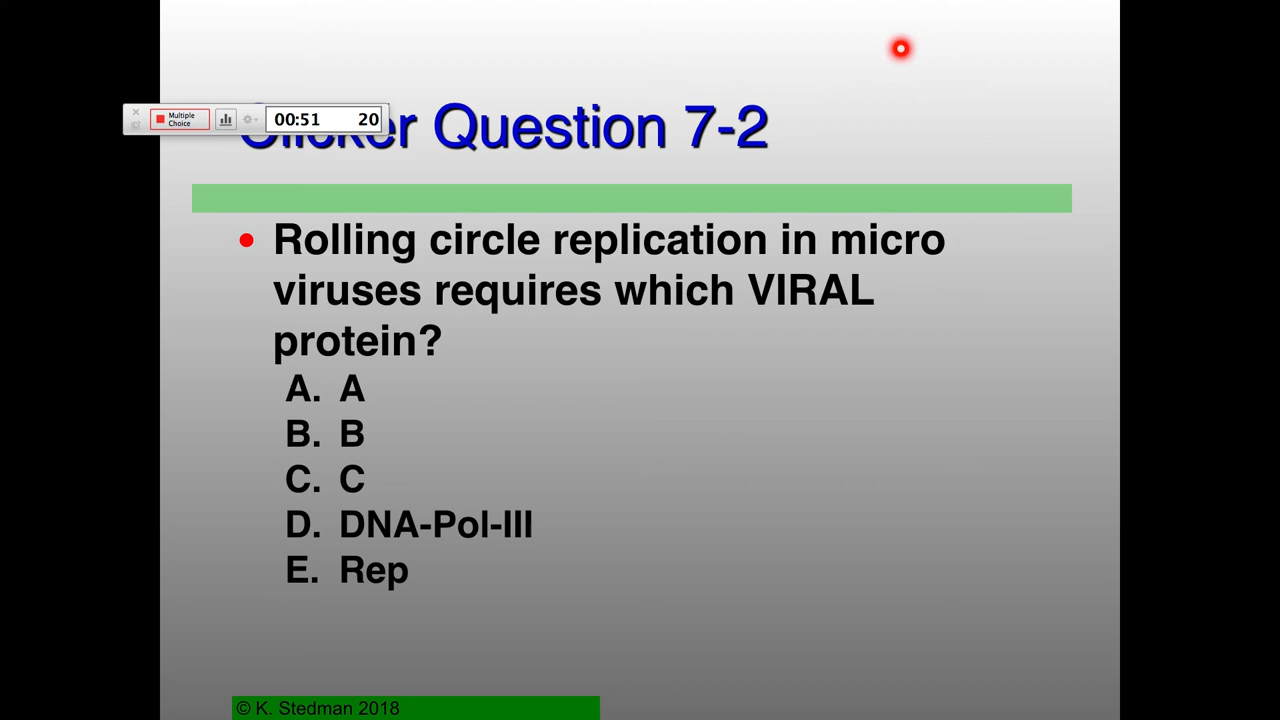 Multiple
Choice
00:51 20
Clicker Question 7-2
• Rolling circle replication in micro
viruses requires which VIRAL
protein?
A. A
B. B
C. C
D. DNA-Pol-III
E. Rep
© K. Stedman 2018